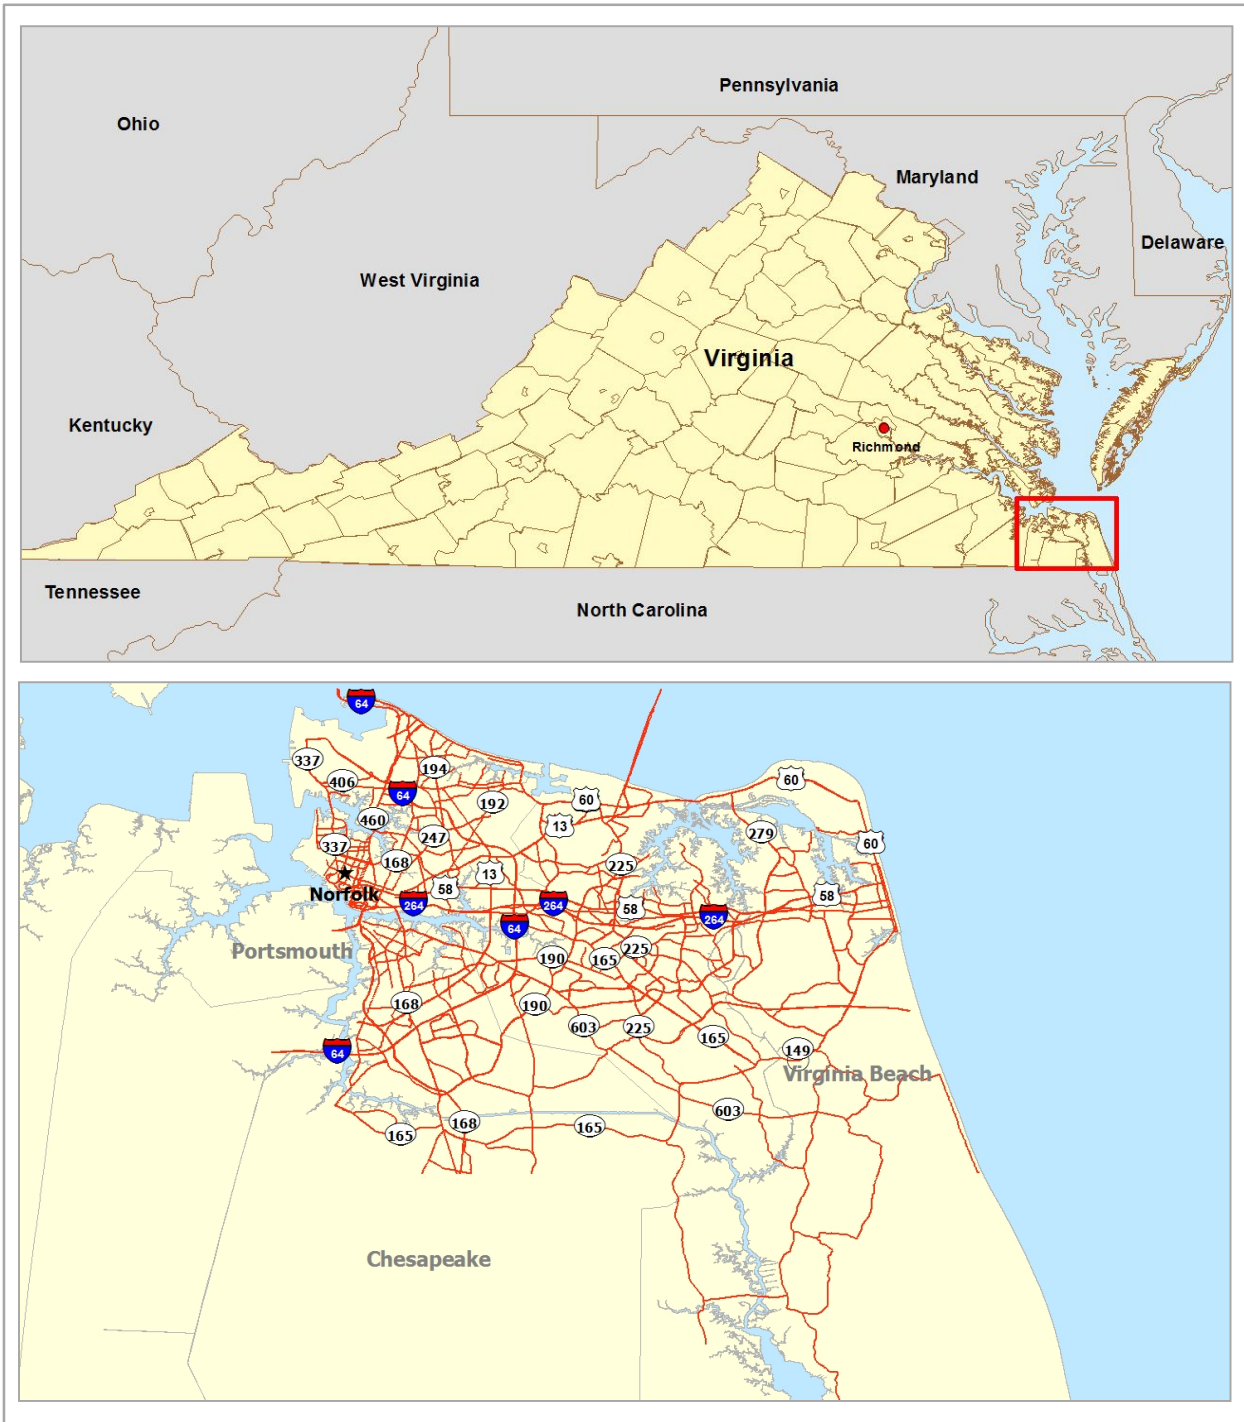 Pennsylvania
Ohio
Maryland
Delaware
West Virginia
Virginia
Kentucky
Richmond
Tennessee
North Carolina
64
337
194
406
64
60
192
60
460
13
247
279
337
60
168
225
13
Norfolk
58
58
264
264
58
264
64
Portsmouth
225
190
165
168
190
603
225
165
64
149
Virginia Beach
603
168
165
165
Chesapeake